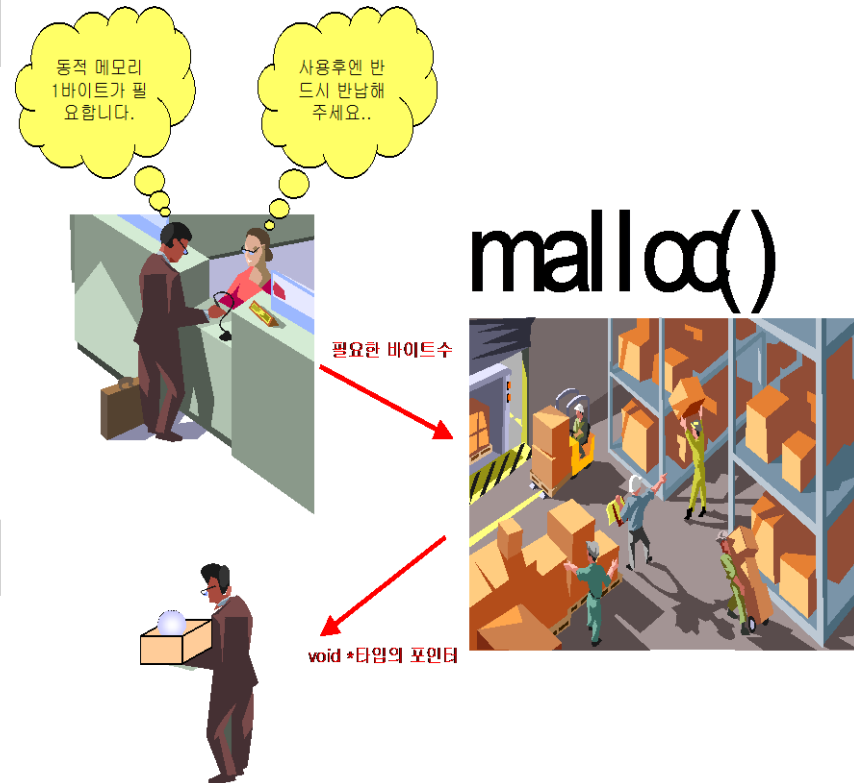 동적 메모리
1바이트가 필
요합니다.
사용후엔 반
드시 반납해
주세요..
malloc()
필요한 바이트수
void *타입의 포인터